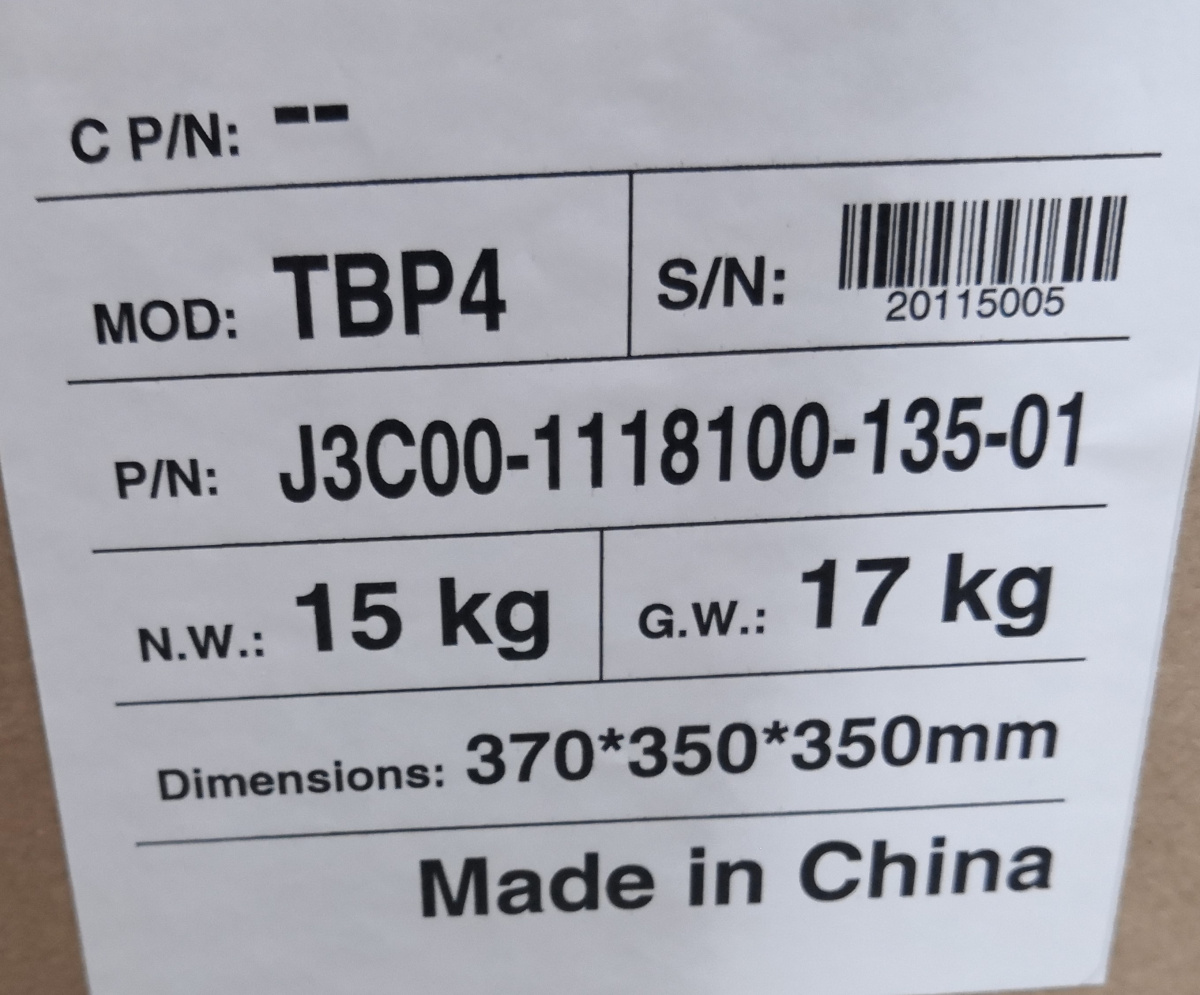 C P/N: --
MOD: TBP4 S/N:
20115005
P/N: J3C00-1118100-135-01
N.W.: 15 kg G.W.: 17 kg
Dimensions: 370*350*350mm
Made in China